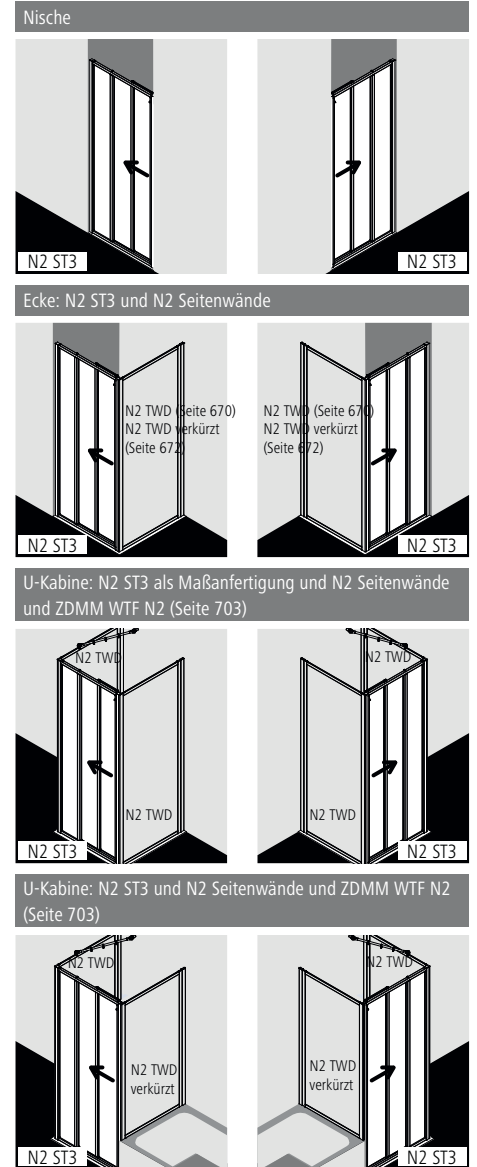 Nische
N2 ST3
N2 ST3
Ecke: N2 ST3 und N2 Seitenwände
N2 TWD (Seite 670)
N2 TWD verkürzt
(Seite 672)
N2 ST3
N2 TWD (Seite 670)
N2 TWD verkürzt
(Seite 672)
N2 ST3
U-Kabine: N2 ST3 als Maßanfertigung und N2 Seitenwände
und ZDMM WTF N2 (Seite 703)
N2 TWD
N2 TWD
N2 ST3
N2 TWD
N2 TWD
N2 ST3
U-Kabine: N2 ST3 und N2 Seitenwände und ZDMM WTF N2
(Seite 703)
N2 TWD
N2 TWD
verkürzt
N2 ST3
N2 TWD
N2 TWD
verkürzt
N2 ST3